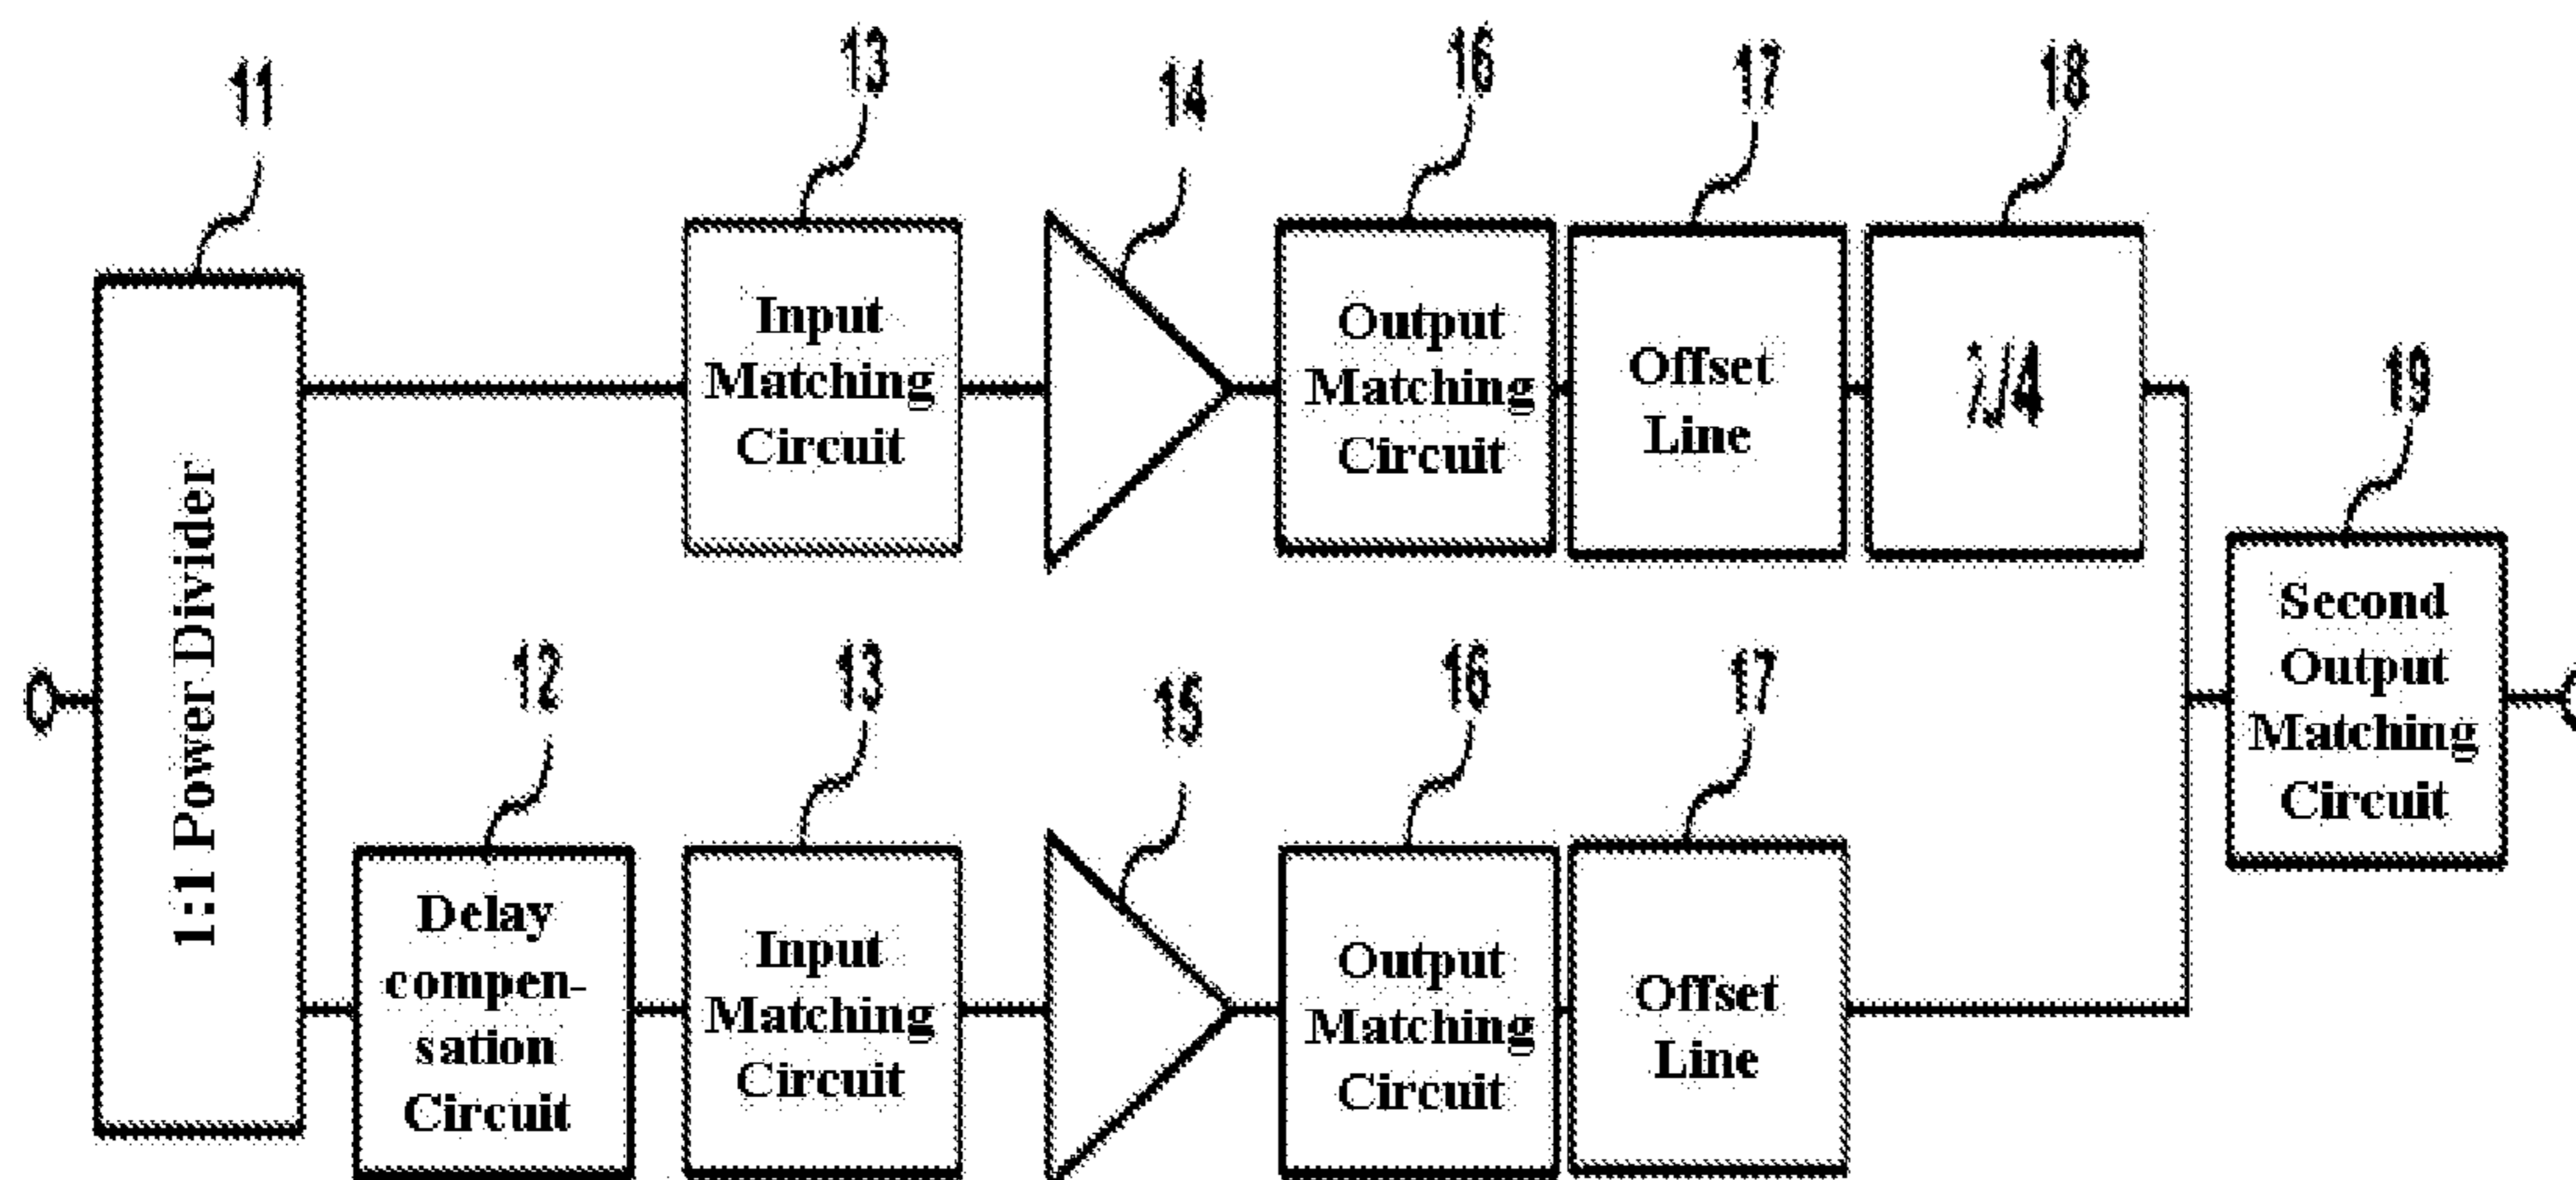 11
13
14
16
17
18
1:1 Power Divider
Input
Matching
Circuit
Output
Matching
Circuit
Offset
Line
λ/4
19
Second
Output
Matching
Circuit
12
13
15
16
17
Delay
compen-
sation
Circuit
Input
Matching
Circuit
Output
Matching
Circuit
Offset
Line